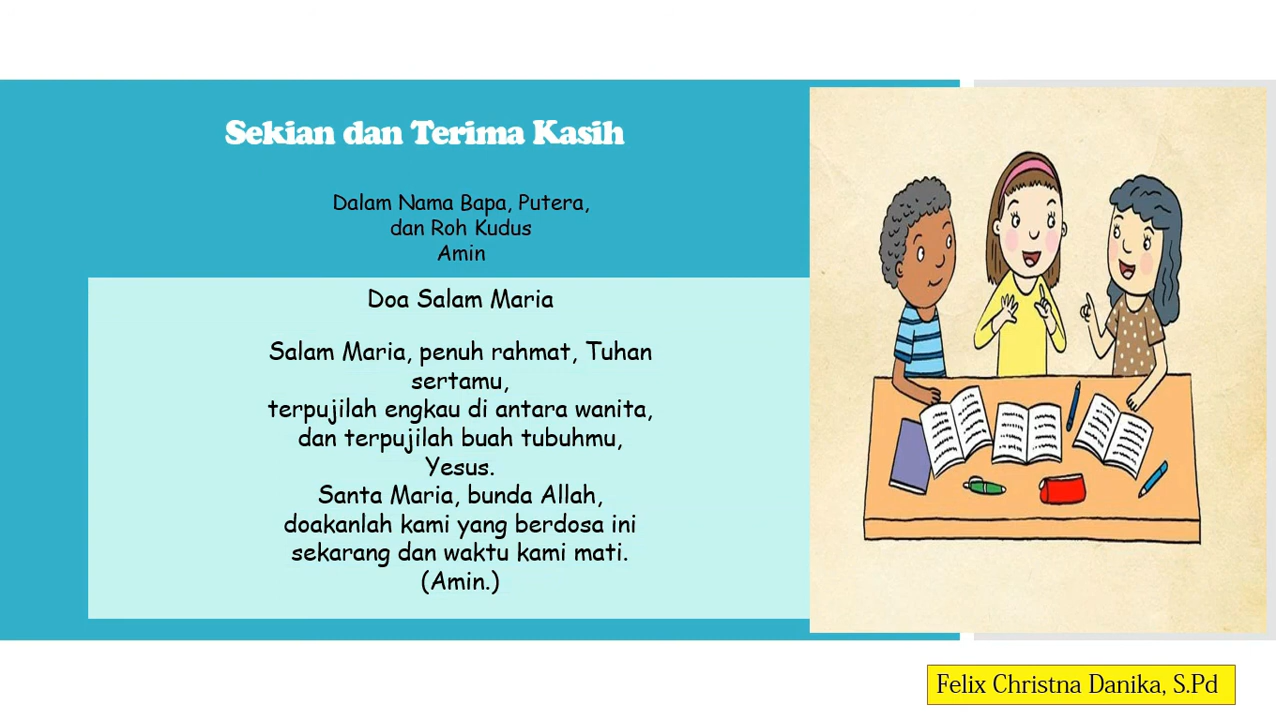 Sekian dan Terima Kasih
Dalam Nama Bapa, Putera,
dan Roh Kudus
Amin
Doa Salam Maria
Salam Maria, penuh rahmat, Tuhan
sertamu,
terpujilah engkau di antara wanita,
dan terpujilah buah tubuhmu,
Yesus.
Santa Maria, bunda Allah,
doakanlah kami yang berdosa ini
sekarang dan waktu kami mati.
(Amin.)
Felix Christna Danika, S.Pd